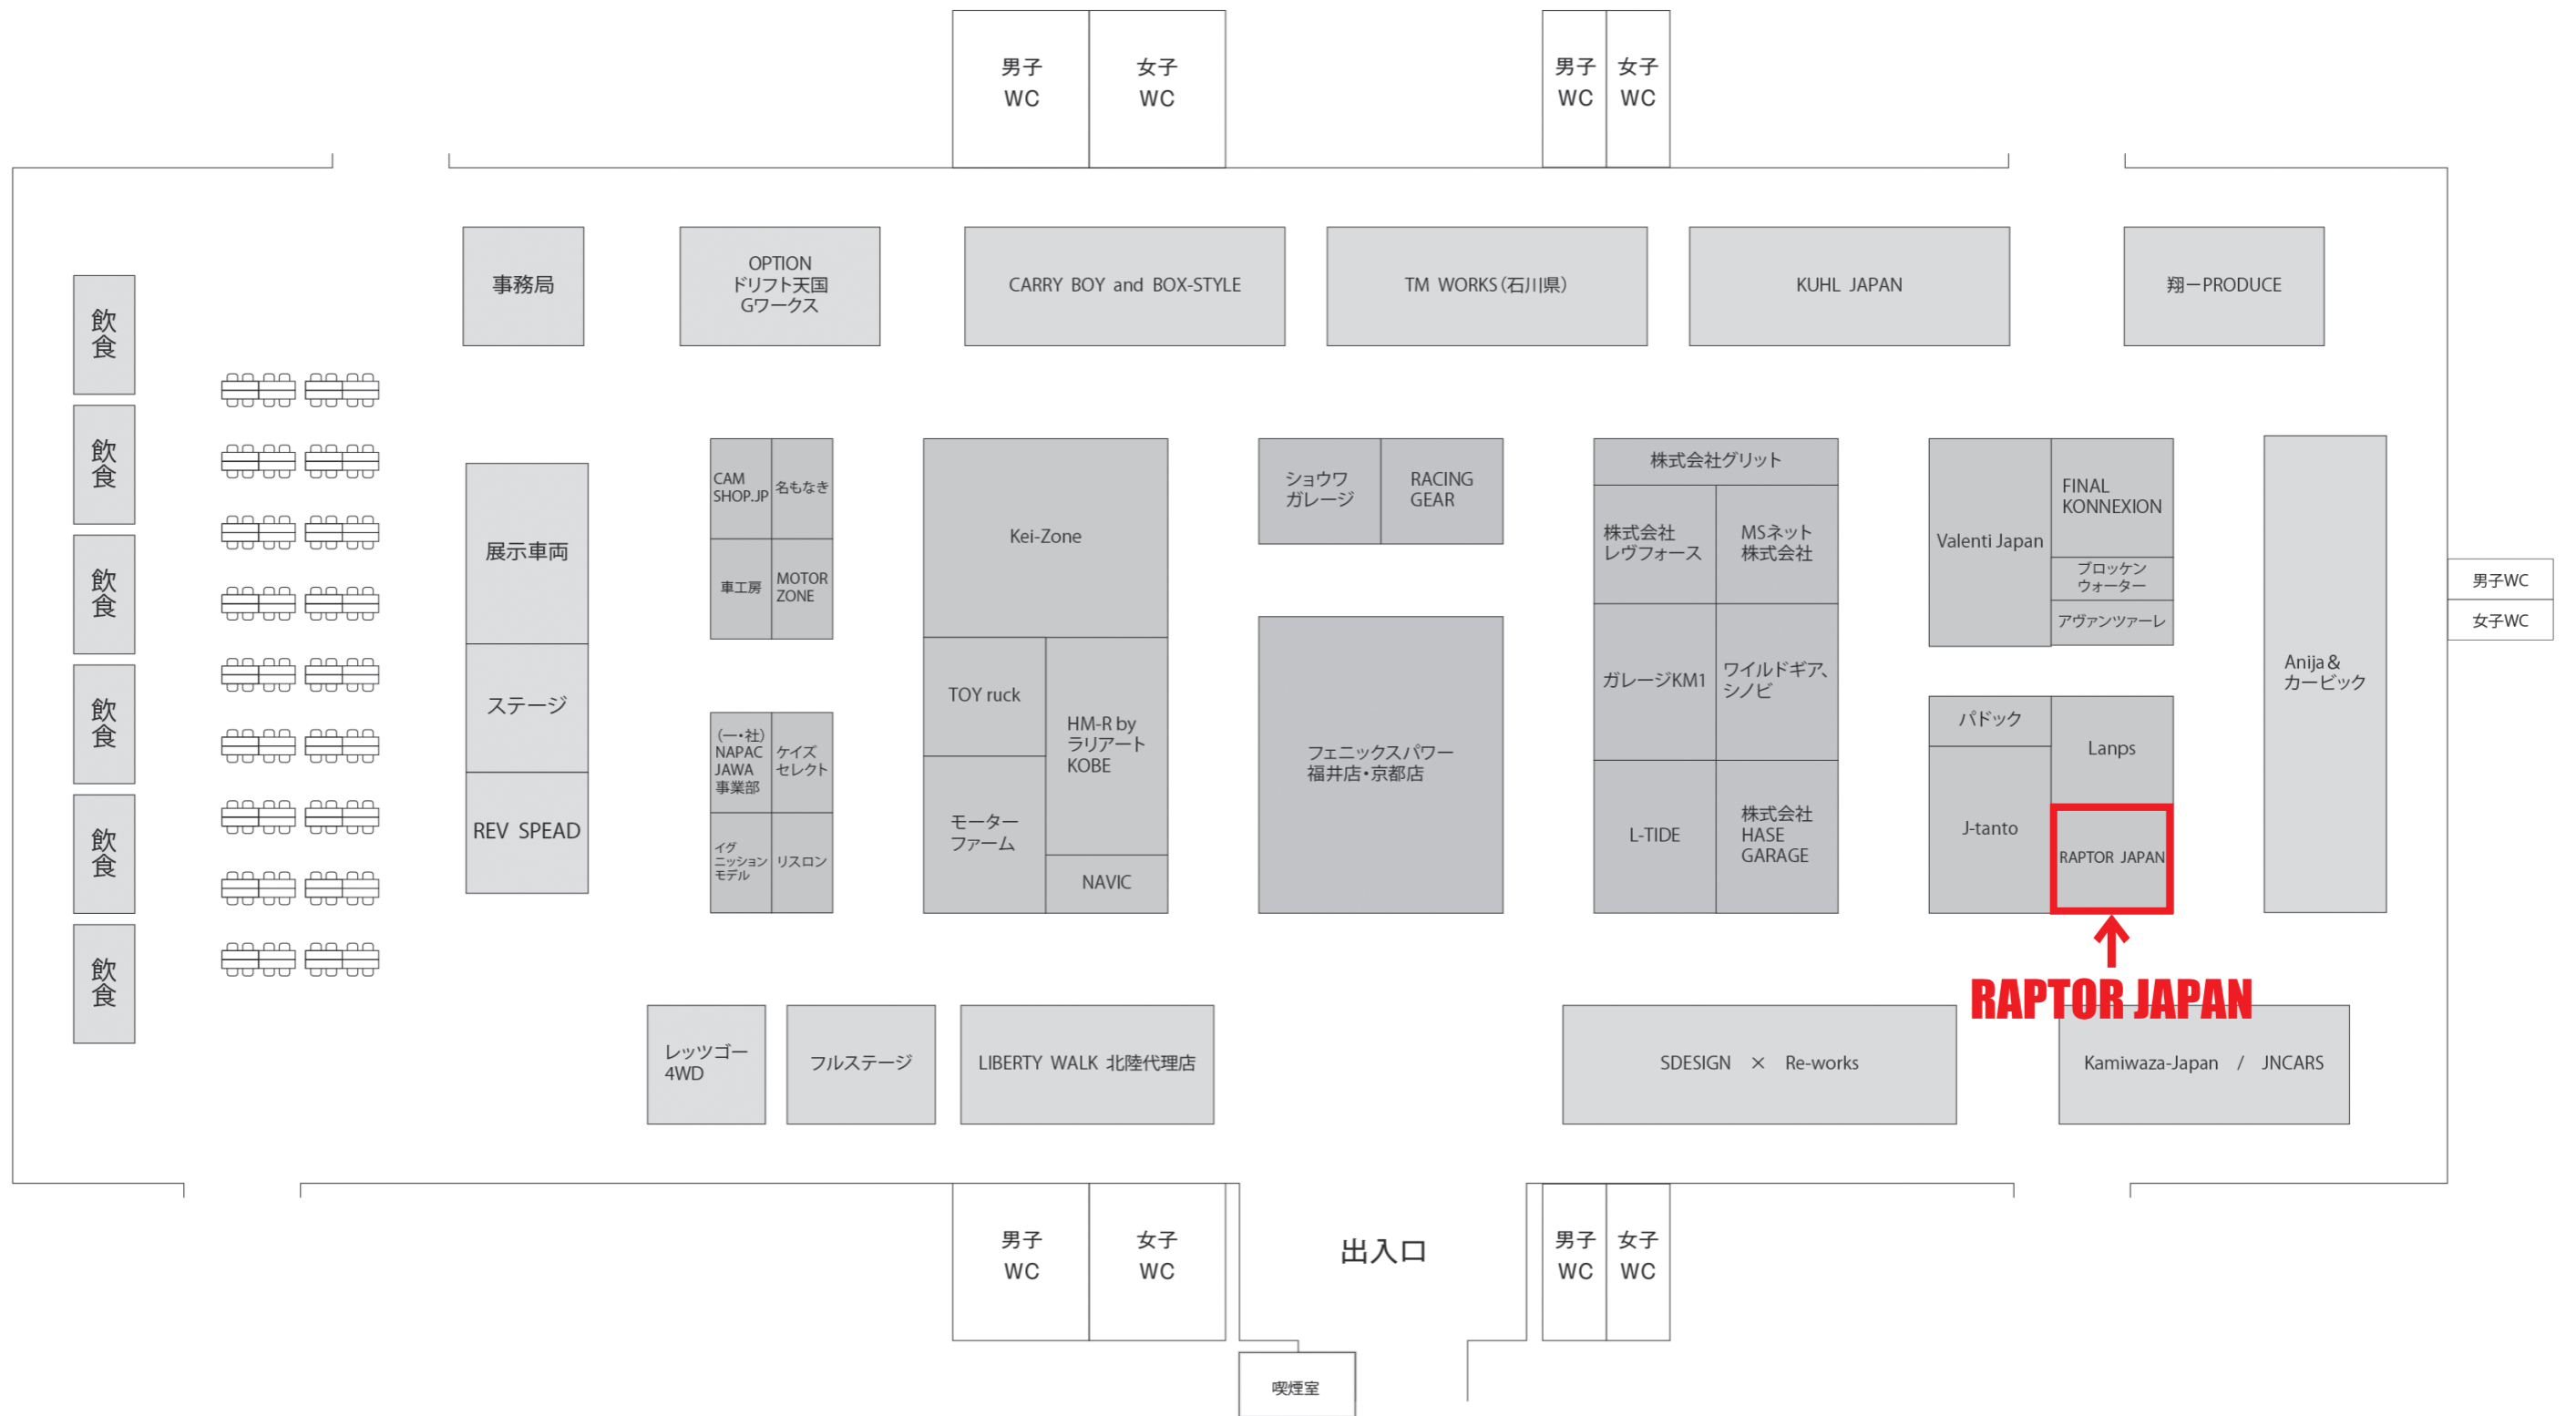 男子
WC
女子
WC
男子
WC
女子
WC
事務局
OPTION
ドリフト天国
Gワークス
CARRY BOY and BOX-STYLE
TM WORKS（石川県）
KUHL JAPAN
翔ーPRODUCE
飲食
飲食
飲食
飲食
飲食
飲食
展示車両
ステージ
REV SPEAD
CAM
SHOP.JP
名もなき
車工房
MOTOR
ZONE
（一・社）
NAPAC
JAWA
事業部
ケイズ
セレクト
イグ
ニッション
モデル
リスロン
Kei-Zone
TOY ruck
HM-R by
ラリアート
KOBE
モーター
ファーム
NAVIC
ショウワ
ガレージ
RACING
GEAR
フェニックスパワー
福井店・京都店
株式会社グリット
株式会社
レヴフォース
MSネット
株式会社
ガレージKM1
ワイルドギア、
シノビ
L-TIDE
株式会社
HASE
GARAGE
Valenti Japan
FINAL
KONNEXION
ブロッケン
ウォーター
アヴァンツァーレ
パドック
Lanps
J-tanto
RAPTOR JAPAN
Anija＆
カービック
男子WC
女子WC
RAPTOR JAPAN
レッツゴー
4WD
フルステージ
LIBERTY WALK 北陸代理店
SDESIGN × Re-works
Kamiwaza-Japan / JNCARS
男子
WC
女子
WC
出入口
男子
WC
女子
WC
喫煙室